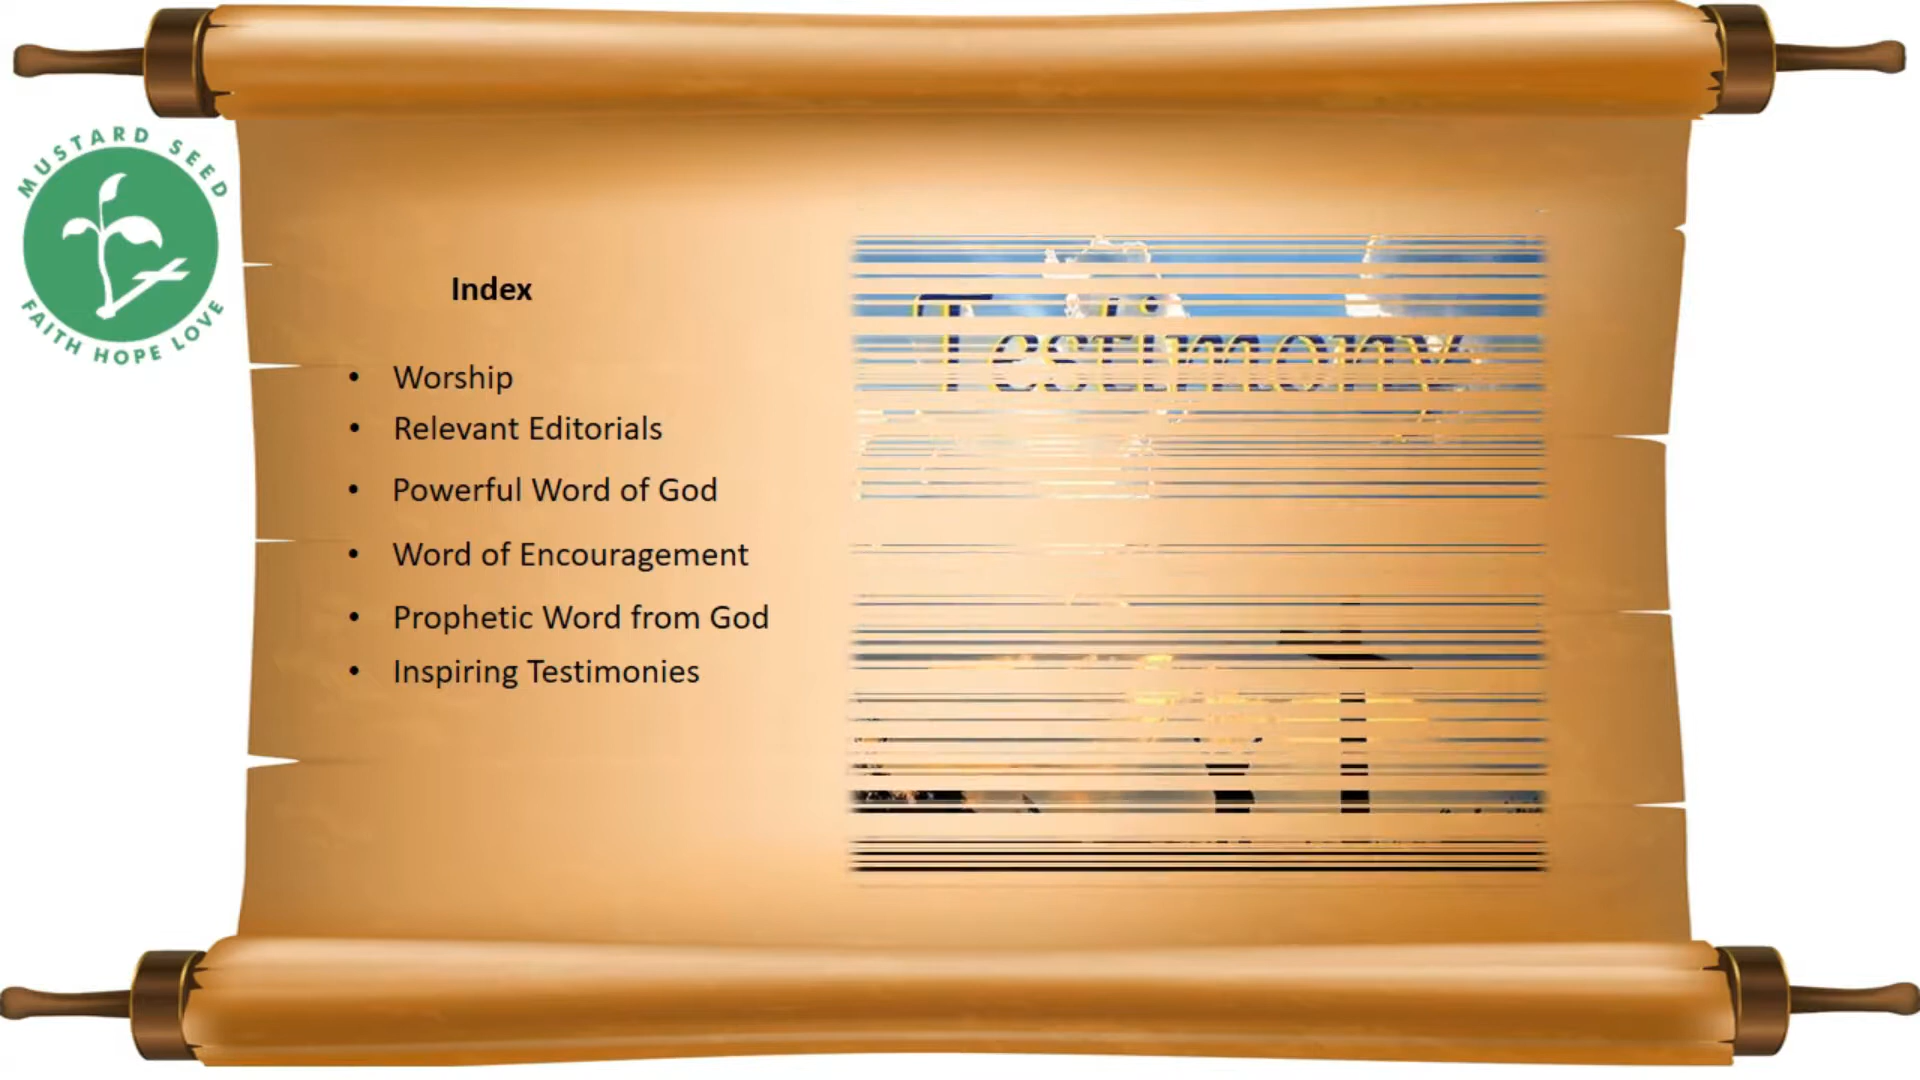 MUSTARD SEED
FAITH HOPE LOVE
Index
• Worship
• Relevant Editorials
• Powerful Word of God
• Word of Encouragement
• Prophetic Word from God
• Inspiring Testimonies
Testimony